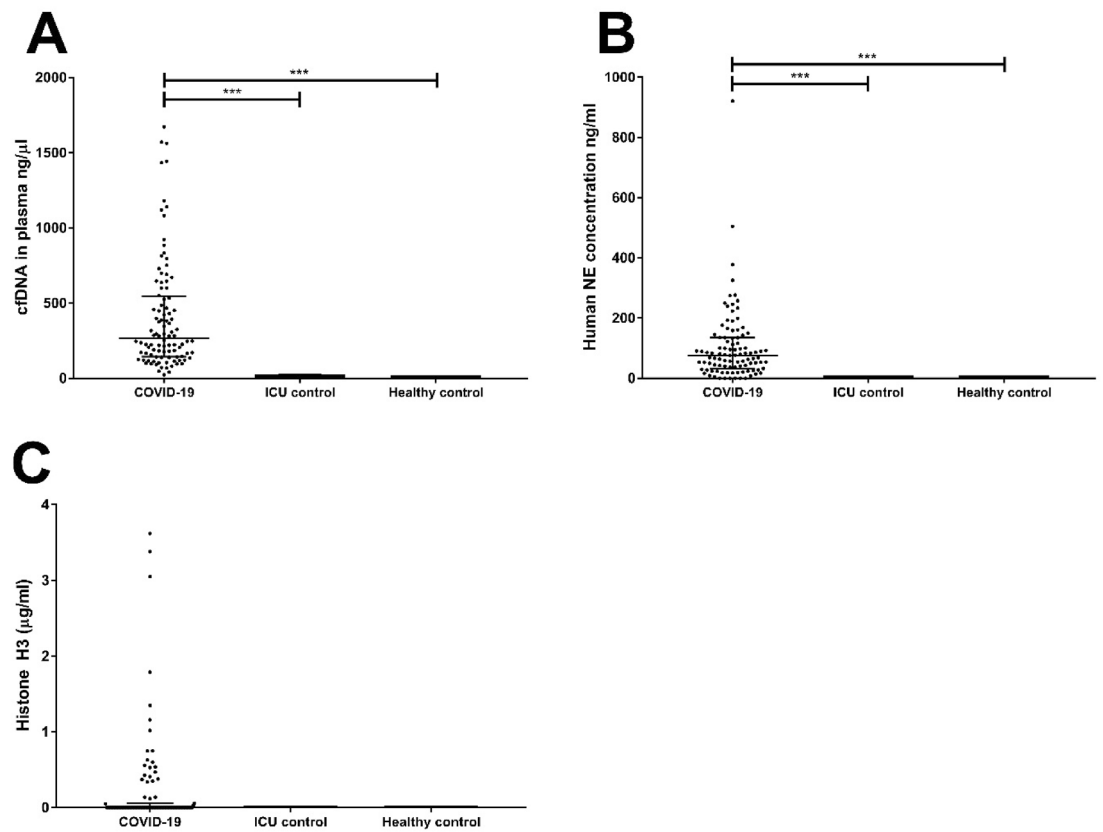 A
cfDNA in plasma ng/μl
2000
1500
1000
500
0
***
***
COVID-19 ICU control Healthy control
B
Human NE concentration ng/ml
1000
800
600
400
200
0
***
***
COVID-19 ICU control Healthy control
C
Histone H3 (μg/ml)
4
3
2
1
0
COVID-19 ICU control Healthy control